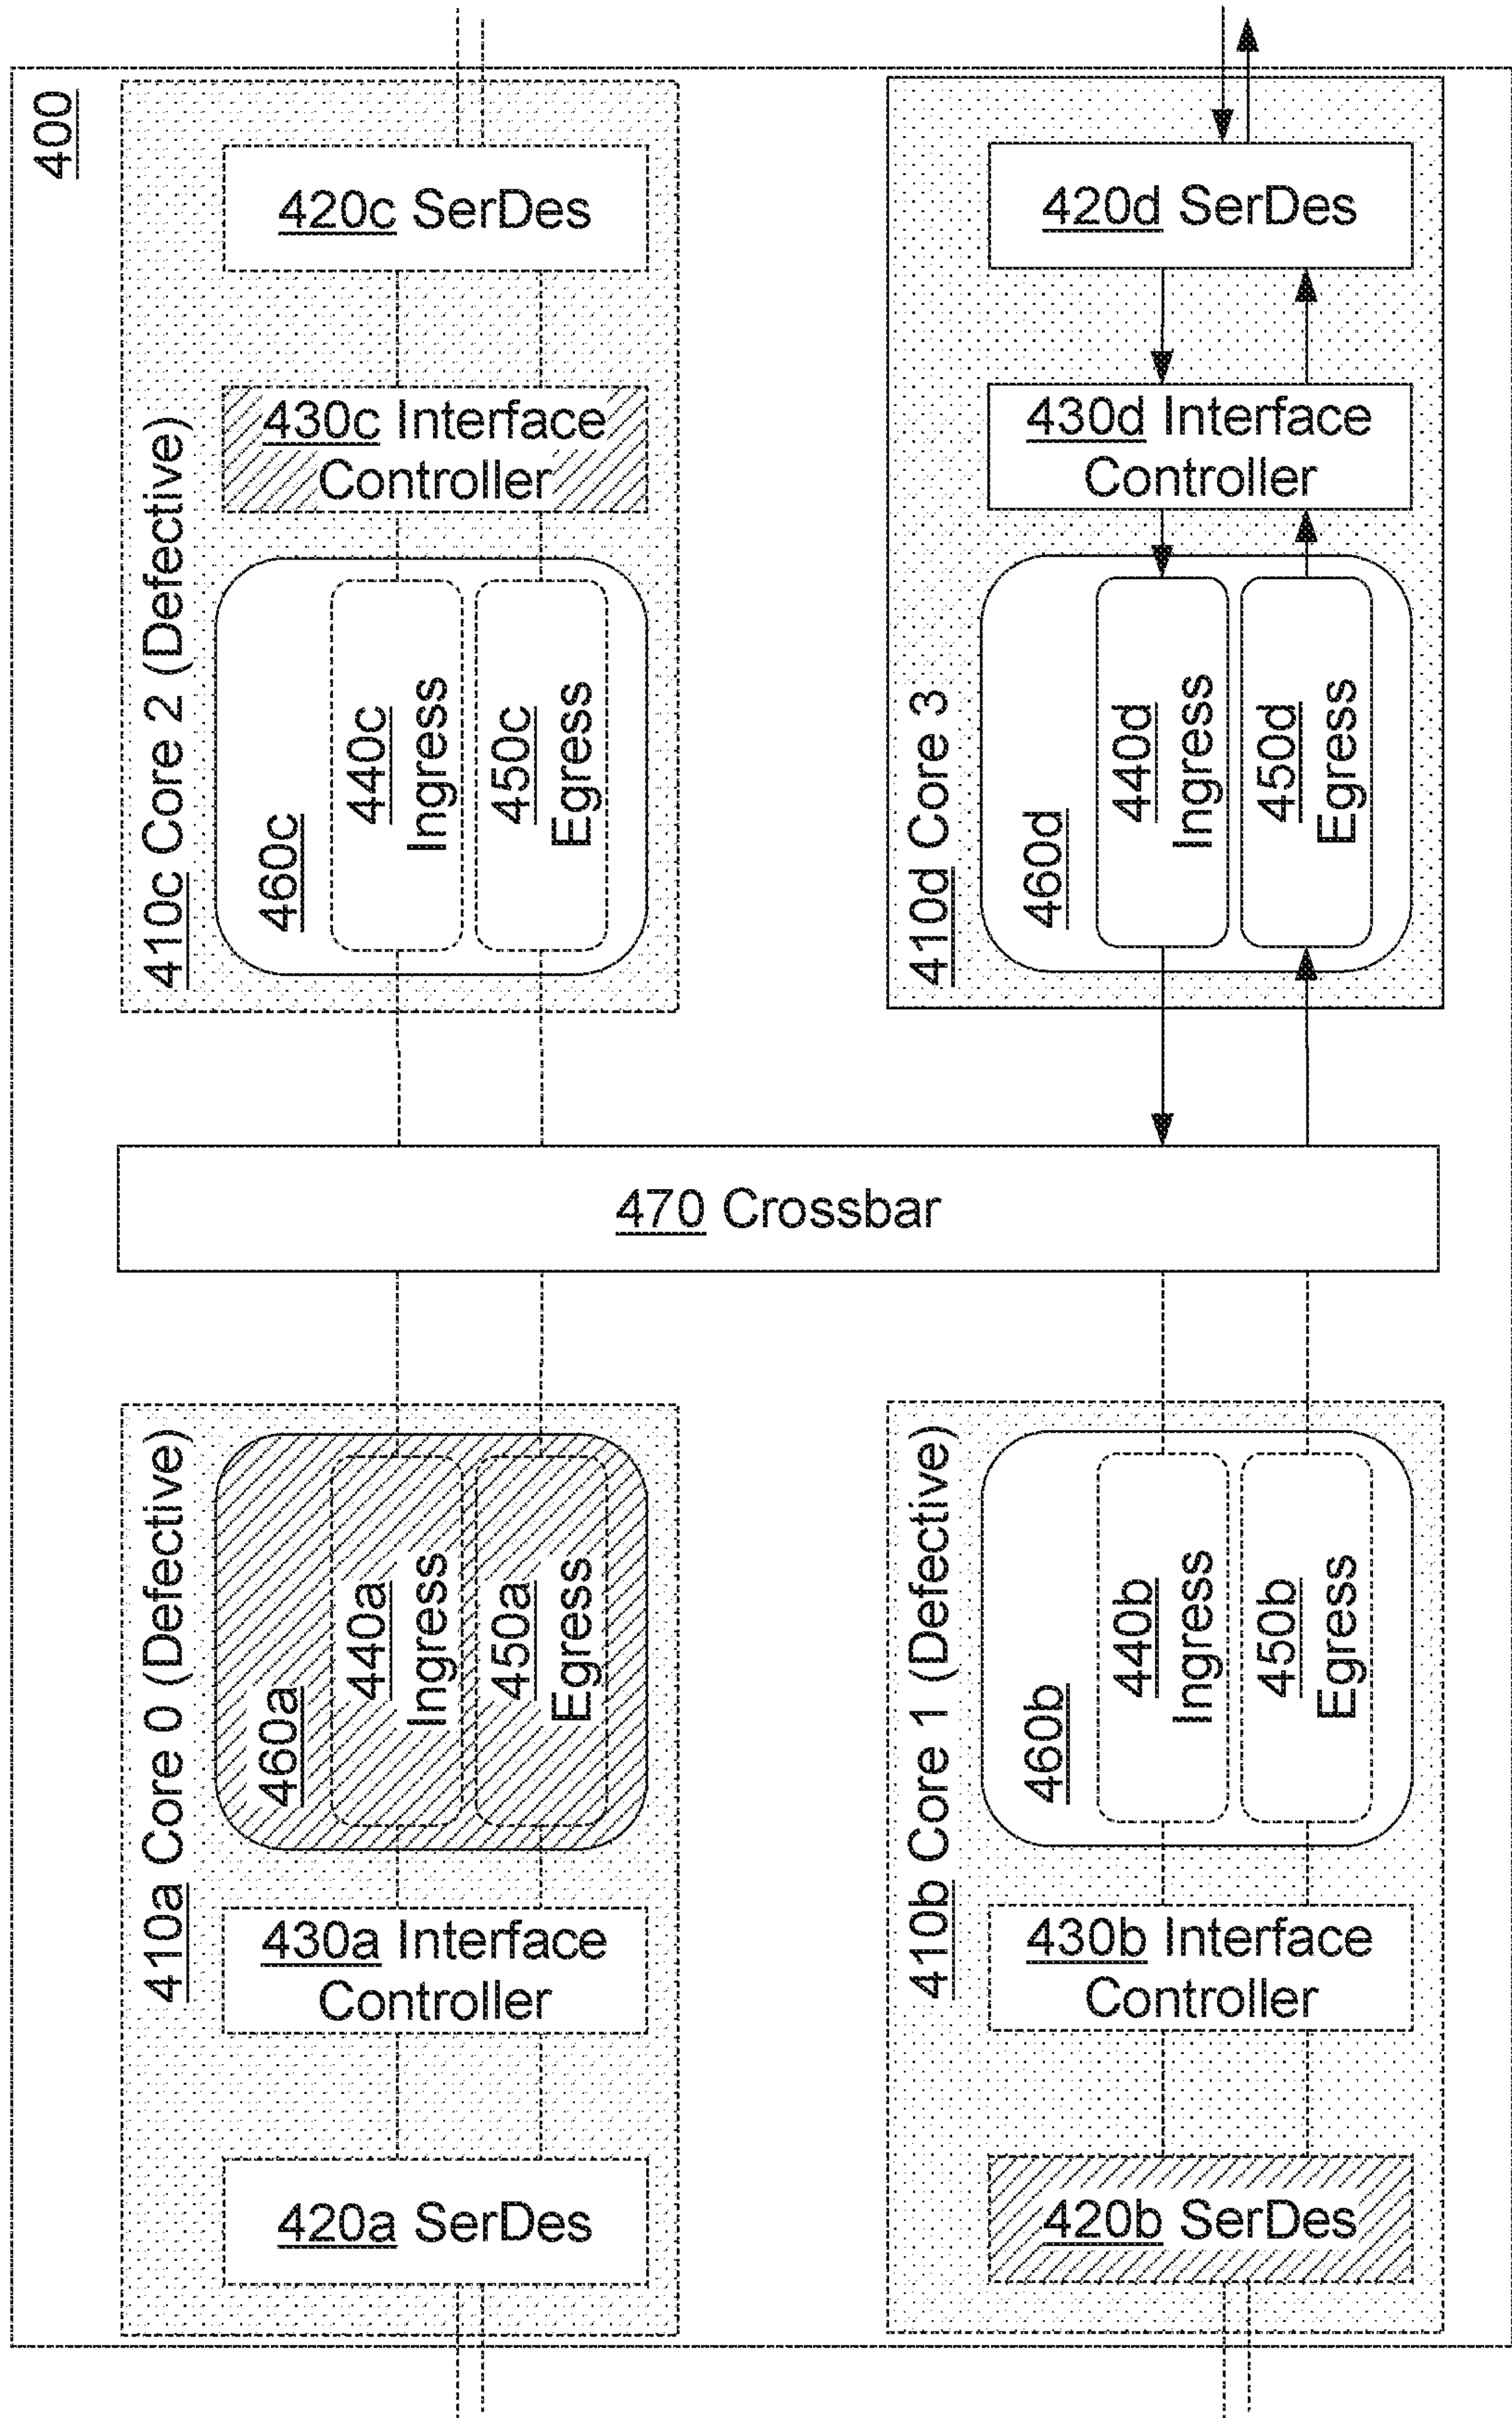 400
410c Core 2 (Defective)
420c SerDes
430c Interface
Controller
460c
440c
Ingress
450c
Egress
410d Core 3
420d SerDes
430d Interface
Controller
460d
440d
Ingress
450d
Egress
470 Crossbar
410a Core 0 (Defective)
460a
440a
Ingress
450a
Egress
430a Interface
Controller
420a SerDes
410b Core 1 (Defective)
460b
440b
Ingress
450b
Egress
430b Interface
Controller
420b SerDes